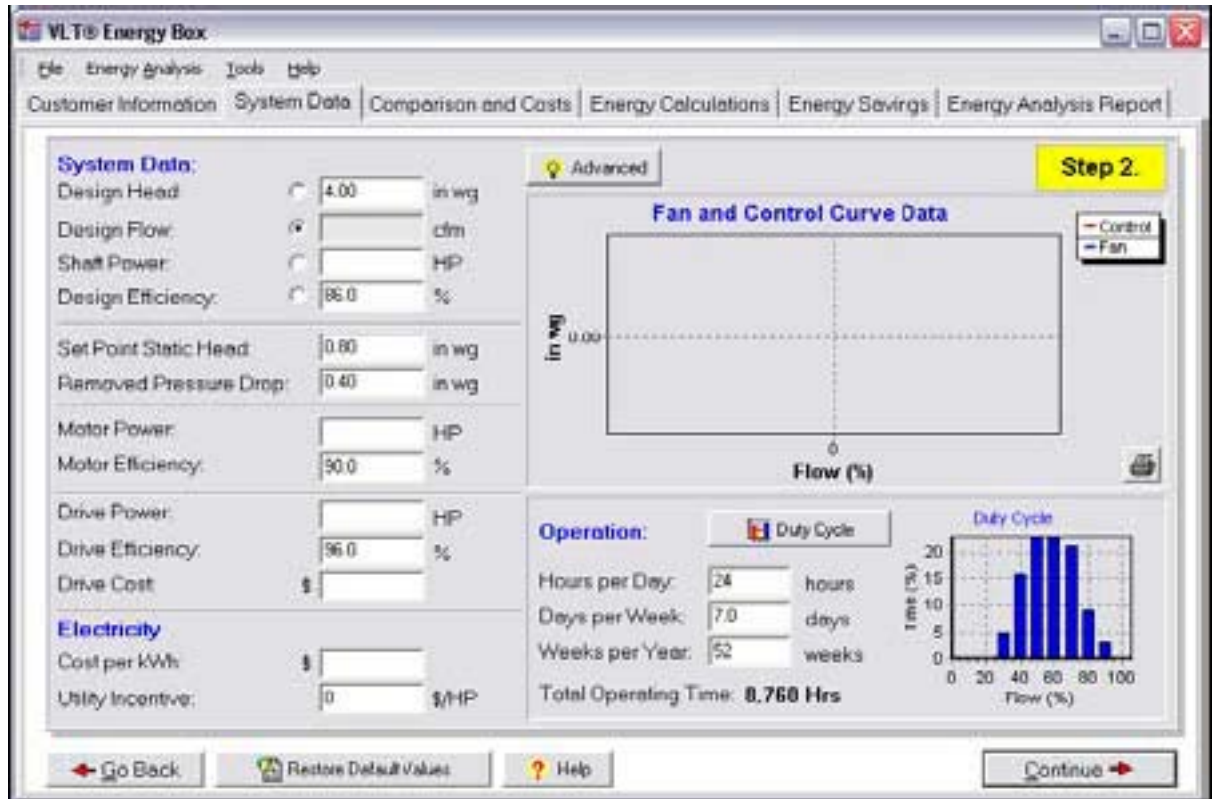 VLT® Energy Box
File Energy Analysis Tools Help
Customer Information System Data Comparison and Costs Energy Calculations Energy Savings Energy Analysis Report
System Data:
Design Head: 4.00 in wg
Design Flow: cfm
Shaft Power: HP
Design Efficiency: 86.0 %
Set Point Static Head: 0.80 in wg
Removed Pressure Drop: 0.40 in wg
Motor Power: HP
Motor Efficiency: 90.0 %
Drive Power: HP
Drive Efficiency: 96.0 %
Drive Cost: $
Electricity
Cost per kWh: $
Utility Incentive: 0 $/HP
Advanced
Step 2.
Fan and Control Curve Data
Control
Fan
in wg
0.00
0
Flow (%)
Operation:
Duty Cycle
Hours per Day: 24 hours
Days per Week: 7.0 days
Weeks per Year: 52 weeks
Total Operating Time: 8,760 Hrs
Duty Cycle
Time (%)
20
15
10
5
0
0 20 40 60 80 100
Flow (%)
Go Back
Restore Default Values
? Help
Continue